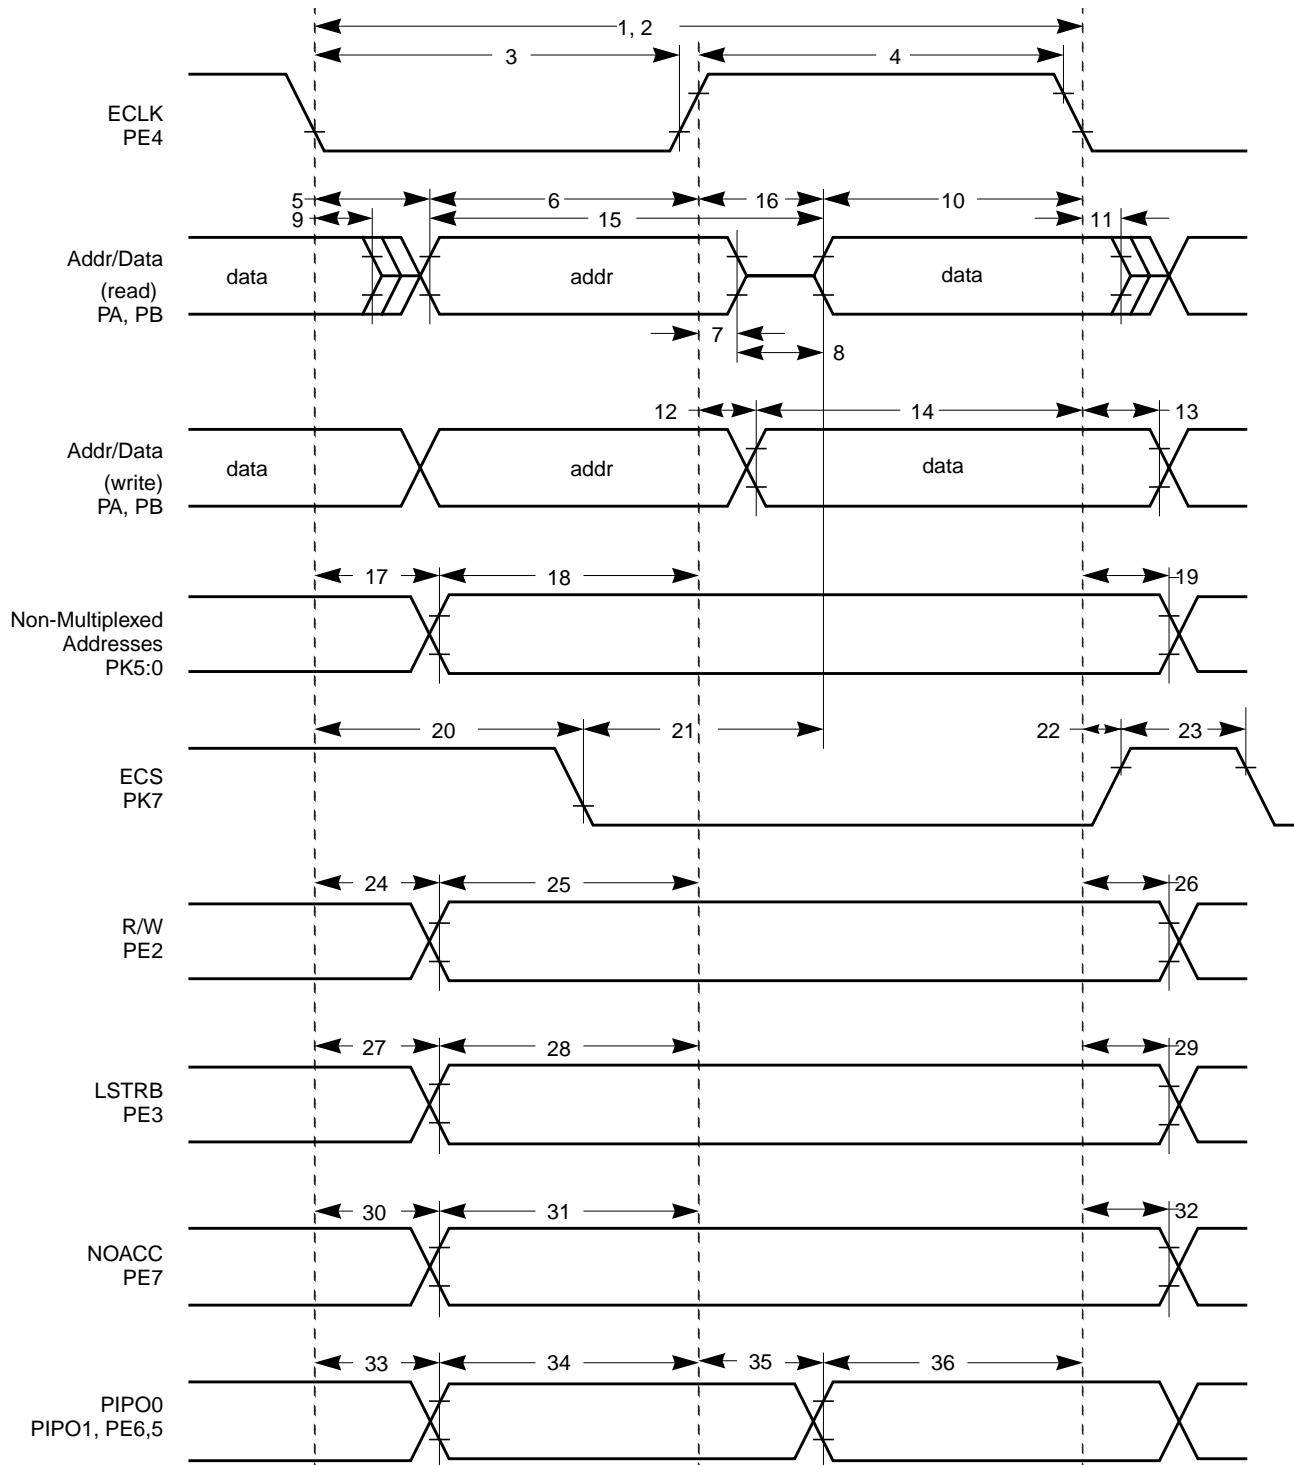 1, 2
3
4
ECLK
PE4
5
6
16
10
9
15
11
Addr/Data
(read)
PA, PB
data
addr
data
7
8
12
14
13
Addr/Data
(write)
PA, PB
data
addr
data
17
18
19
Non-Multiplexed
Addresses
PK5:0
20
21
22
23
ECS
PK7
24
25
26
R/W
PE2
27
28
29
LSTRB
PE3
30
31
32
NOACC
PE7
33
34
35
36
PIPO0
PIPO1, PE6,5